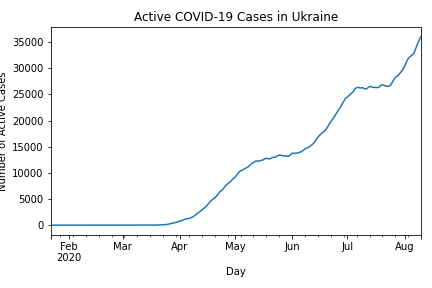 Active COVID-19 Cases in Ukraine
Number of Active Cases
35000
30000
25000
20000
15000
10000
5000
0
Feb Mar Apr May Jun Jul Aug
2020
Day